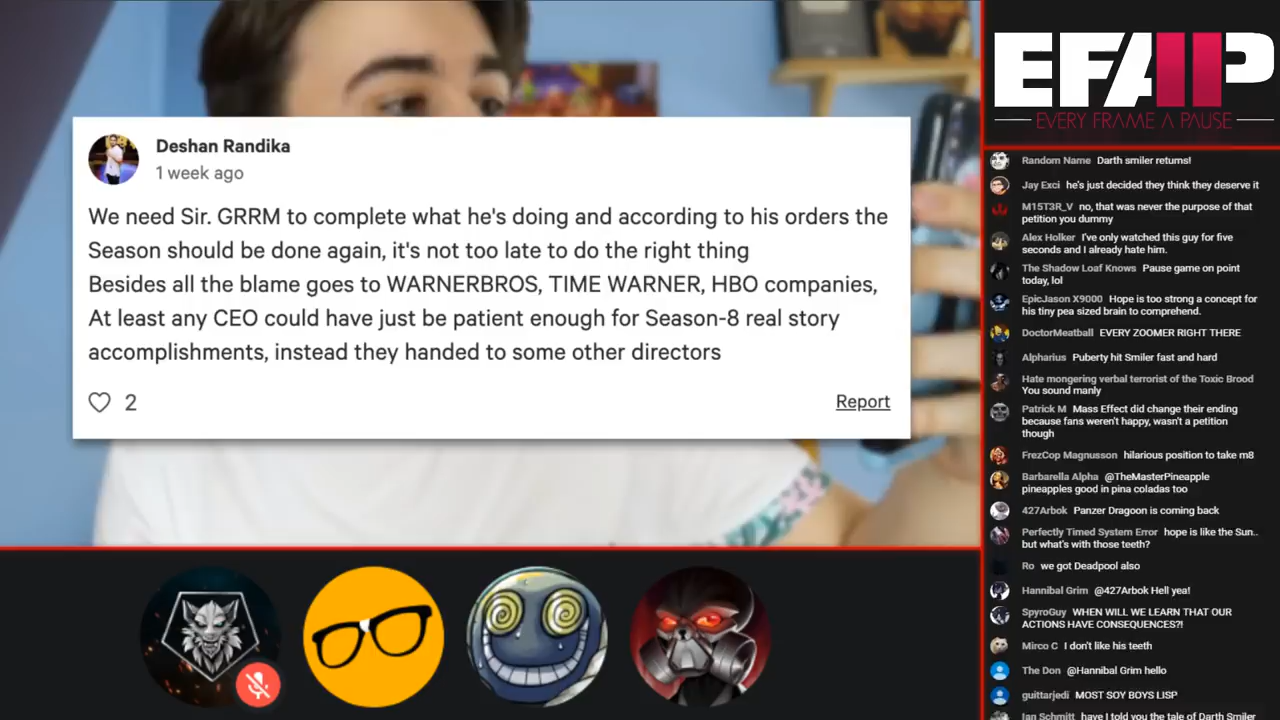 Deshan Randika
1 week ago
We need Sir. GRRM to complete what he's doing and according to his orders the
Season should be done again, it's not too late to do the right thing
Besides all the blame goes to WARNERBROS, TIME WARNER, HBO companies,
At least any CEO could have just be patient enough for Season-8 real story
accomplishments, instead they handed to some other directors
2
Report
EFAP
EVERY FRAME A PAUSE
Random Name Darth smiler returns!
Jay Exci he's just decided they think they deserve it
M15T3R_V no, that was never the purpose of that
petition you dummy
Alex Holker I've only watched this guy for five
seconds and I already hate him.
The Shadow Loaf Knows Pause game on point
today, lol
EpicJason X9000 Hope is too strong a concept for
his tiny pea sized brain to comprehend.
DoctorMeatball EVERY ZOOMER RIGHT THERE
Alpharius Puberty hit Smiler fast and hard
Hate mongering verbal terrorist of the Toxic Brood
You sound manly
Patrick M Mass Effect did change their ending
because fans weren't happy, wasn't a petition
though
FrezCop Magnusson hilarious position to take m8
Barbarella Alpha @TheMasterPineapple
pineapples good in pina coladas too
427Arbok Panzer Dragoon is coming back
Perfectly Timed System Error hope is like the Sun..
but what's with those teeth?
Ro we got Deadpool also
Hannibal Grim @427Arbok Hell yea!
SpyroGuy WHEN WILL WE LEARN THAT OUR
ACTIONS HAVE CONSEQUENCES?!
Mirco C I don't like his teeth
The Don @Hannibal Grim hello
guittarjedi MOST SOY BOYS LISP
Ian Schmitt have I told you the tale of Darth Smiler